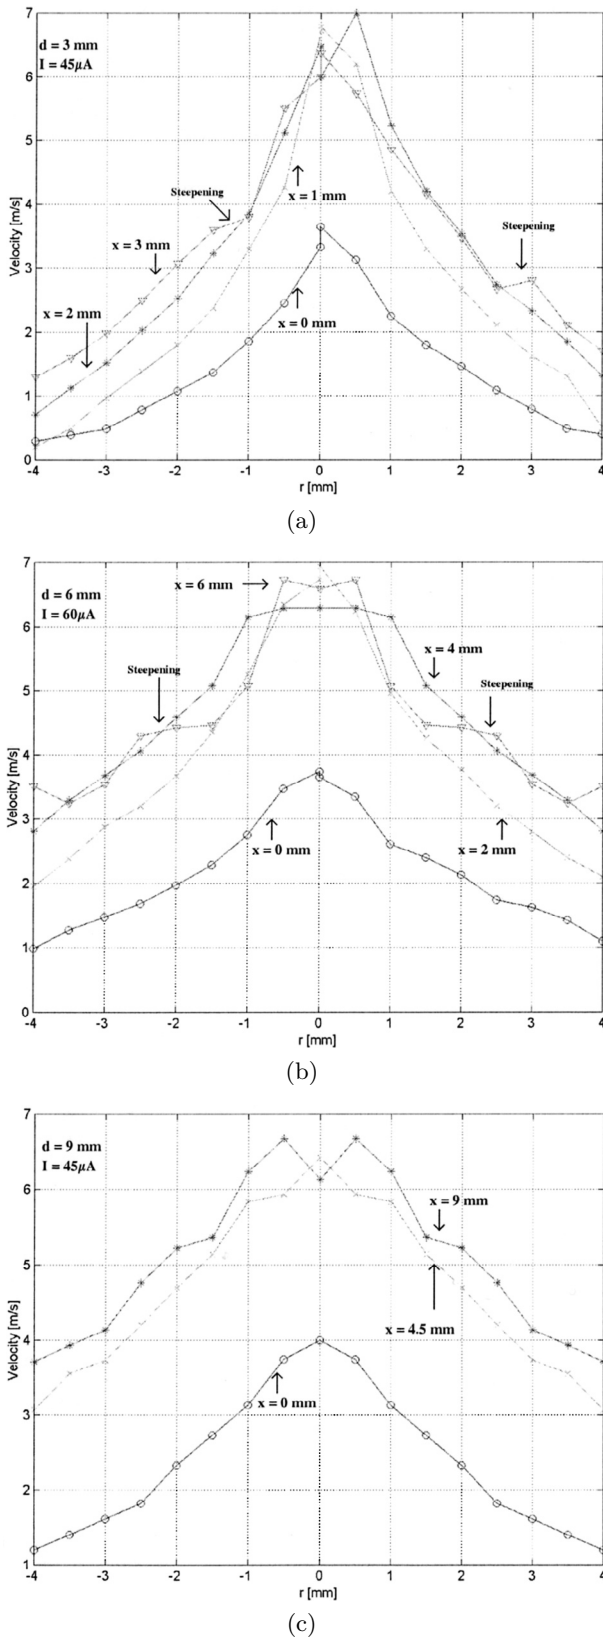 7
d = 3 mm
I = 45μA
6
5
Steepening
x = 1 mm
4
Steepening
x = 3 mm
3
x = 2 mm
x = 0 mm
2
1
0
-4 -3 -2 -1 0 1 2 3 4
Velocity [m/s]
r [mm]
(a)
7
x = 6 mm
d = 6 mm
I = 60μA
6
x = 4 mm
Steepening
Steepening
5
4
3
x = 0 mm
x = 2 mm
2
1
0
-4 -3 -2 -1 0 1 2 3 4
Velocity [m/s]
r [mm]
(b)
7
d = 9 mm
I = 45μA
6
x = 9 mm
5
x = 4.5 mm
4
3
x = 0 mm
2
1
-4 -3 -2 -1 0 1 2 3 4
Velocity [m/s]
r [mm]
(c)